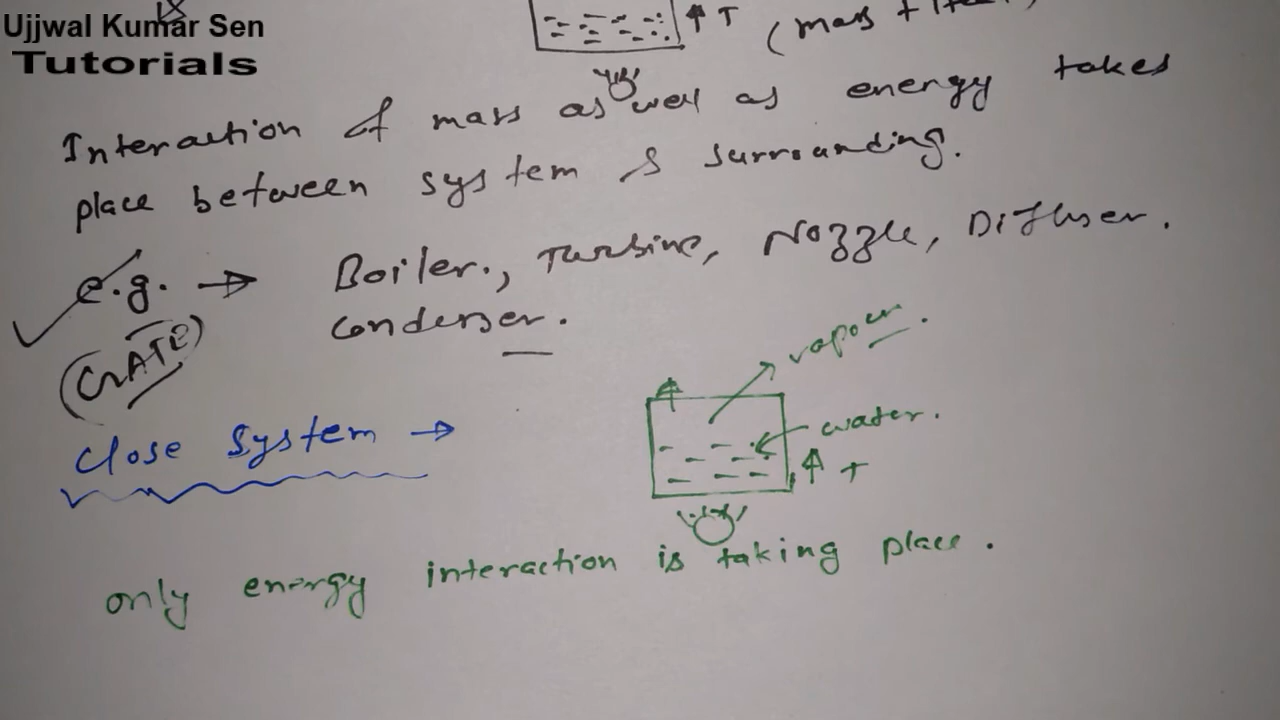 Ujjwal Kumar Sen
Tutorials
↑ T (mass +
Interaction of mass as well as energy takes
place between system & surrounding.
e.g. → Boiler., Turbine, Nozzle, Diffuser.
condenser.
(GATE)
vapour.
Close System →
water.
↑ T
only energy interaction is taking place.